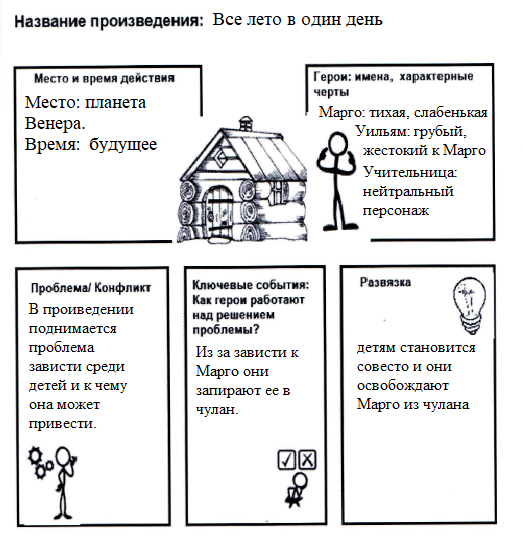 Название произведения: Все лето в один день
Место и время действия
Место: планета
Венера.
Время: будущее
Герои: имена, характерные
черты
Марго: тихая, слабенькая
Уильям: грубый,
жестокий к Марго
Учительница:
нейтральный
персонаж
Проблема/ Конфликт
В проиведении
поднимается
проблема
зависти среди
детей и к чему
она может
привести.
Ключевые события:
Как герои работают
над решением
проблемы?
Из за зависти к
Марго они
запирают ее в
чулан.
Развязка
детям становится
совесто и они
освобождают
Марго из чулана